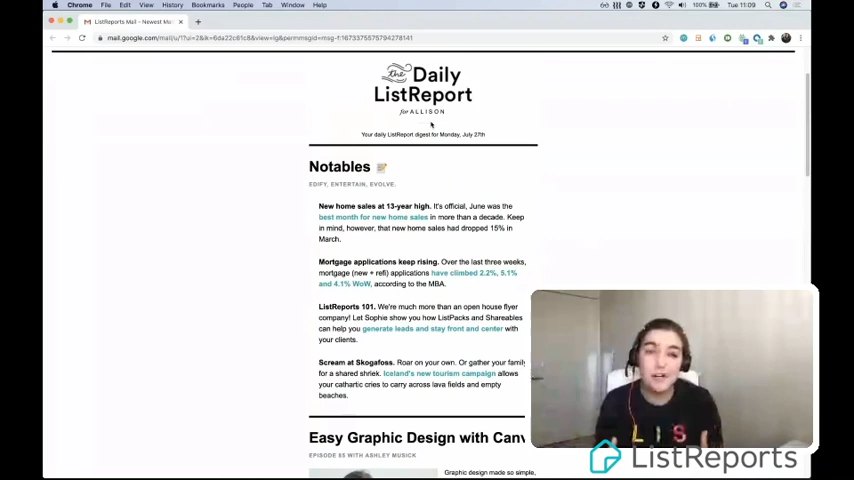 Chrome File Edit View History Bookmarks People Tab Window Help
100% Tue 11:09
ListReports Mail - Newest Ma
mail.google.com/mail/u/1?ui=2&ik=6da22c61c8&view=lg&permmsgid=msg-f:1673375575794278141
the Daily
ListReport
for ALLISON
Your daily ListReport digest for Monday, July 27th
Notables
EDIFY, ENTERTAIN, EVOLVE.
New home sales at 13-year high. It's official, June was the
best month for new home sales in more than a decade. Keep
in mind, however, that new home sales had dropped 15% in
March.
Mortgage applications keep rising. Over the last three weeks,
mortgage (new + refi) applications have climbed 2.2%, 5.1%
and 4.1% WoW, according to the MBA.
ListReports 101. We're much more than an open house flyer
company! Let Sophie show you how ListPacks and Shareables
can help you generate leads and stay front and center with
your clients.
Scream at Skogafoss. Roar on your own. Or gather your family
for a shared shriek. Iceland's new tourism campaign allows
your cathartic cries to carry across lava fields and empty
beaches.
Easy Graphic Design with Canv
EPISODE 55 WITH ASHLEY MUSICK
Graphic design made so simple,
L I S
ListReports